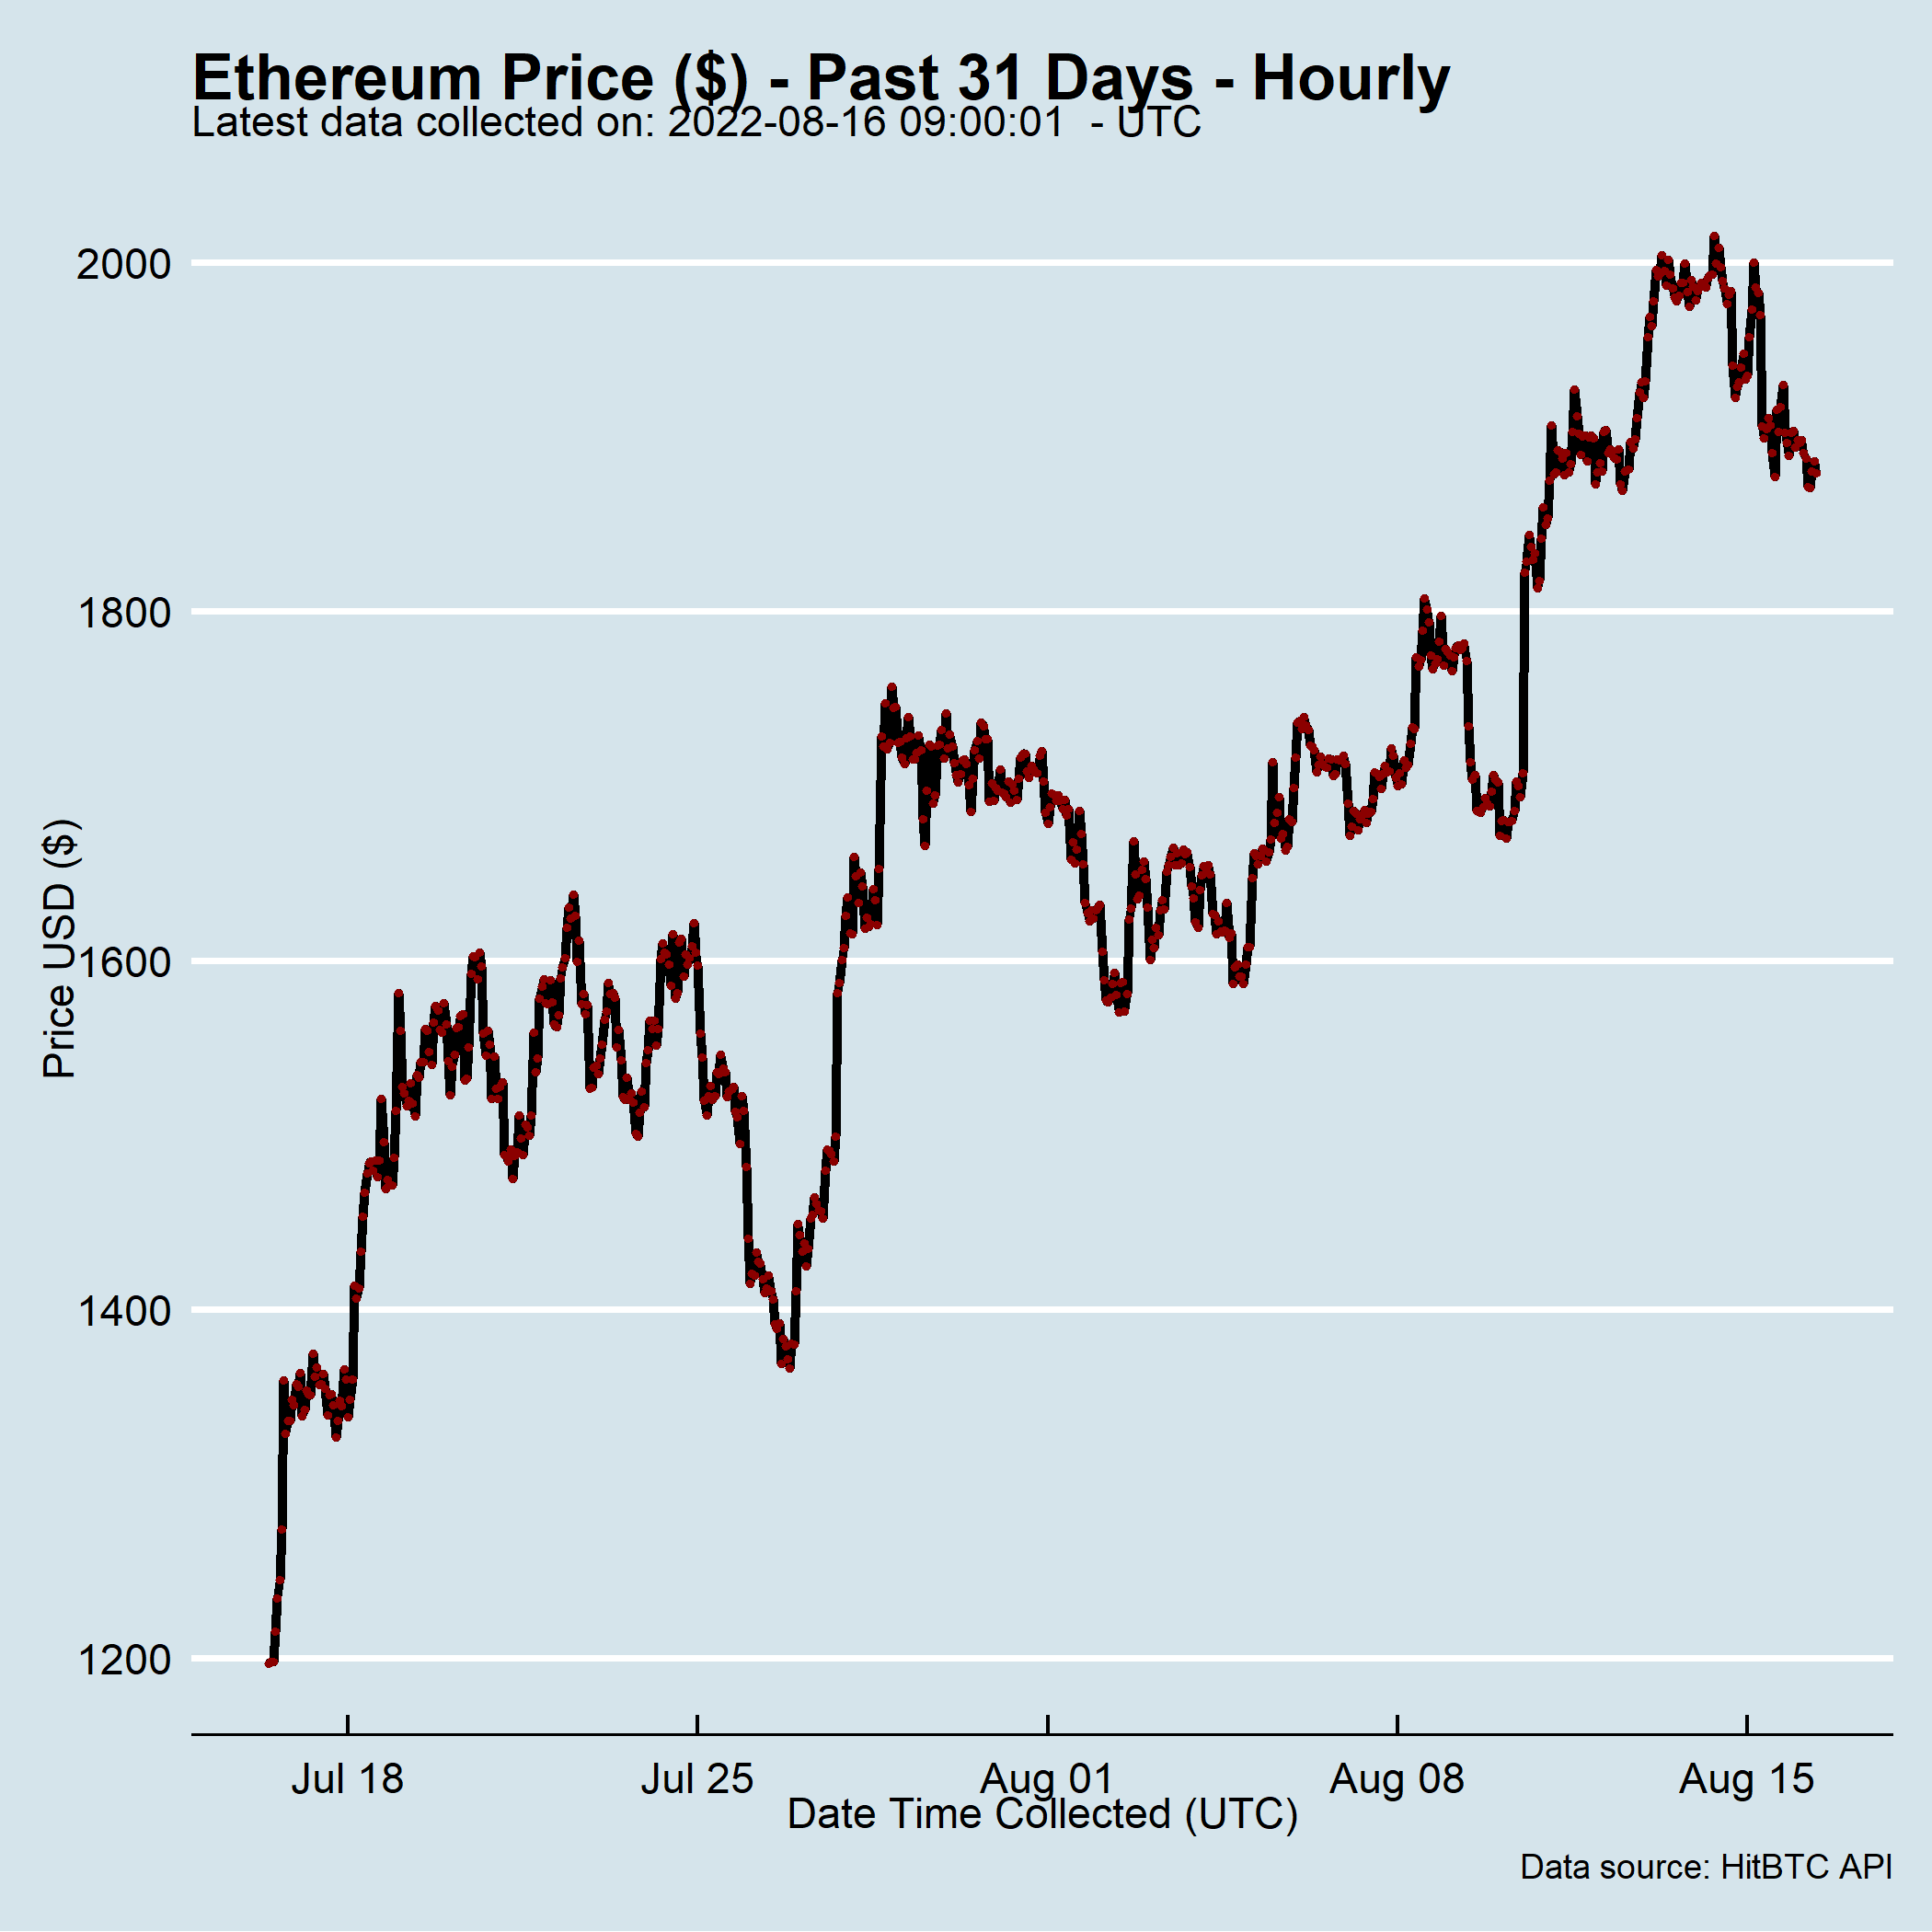 Ethereum Price ($) - Past 31 Days - Hourly
Latest data collected on: 2022-08-16 09:00:01  - UTC
Price USD ($)
2000
1800
1600
1400
1200
Jul 18
Jul 25
Aug 01
Aug 08
Aug 15
Date Time Collected (UTC)
Data source: HitBTC API